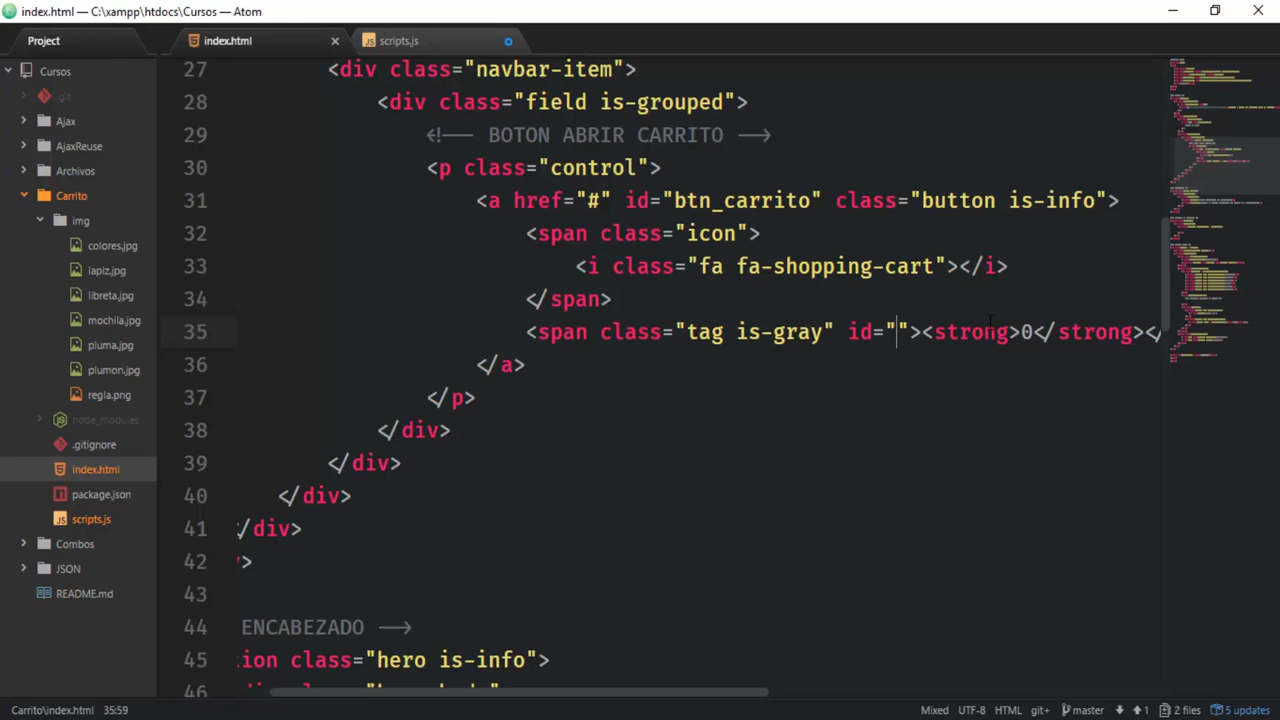 index.html — C:\xampp\htdocs\Cursos — Atom
Project
index.html
scripts.js
Cursos
.git
Ajax
AjaxReuse
Archivos
Carrito
img
colores.jpg
lapiz.jpg
libreta.jpg
mochila.jpg
pluma.jpg
plumon.jpg
regla.png
node_modules
.gitignore
index.html
package.json
scripts.js
Combos
JSON
README.md
27 <div class="navbar-item">
28 <div class="field is-grouped">
29 <!-- BOTON ABRIR CARRITO -->
30 <p class="control">
31 <a href="#" id="btn_carrito" class="button is-info">
32 <span class="icon">
33 <i class="fa fa-shopping-cart"></i>
34 </span>
35 <span class="tag is-gray" id=""><strong>0</strong></
36 </a>
37 </p>
38 </div>
39 </div>
40 </div>
41 /div>
42 >
43
44 ENCABEZADO -->
45 tion class="hero is-info">
46
Carrito\index.html 35:59
Mixed UTF-8 HTML git+ master 1 2 files 5 updates